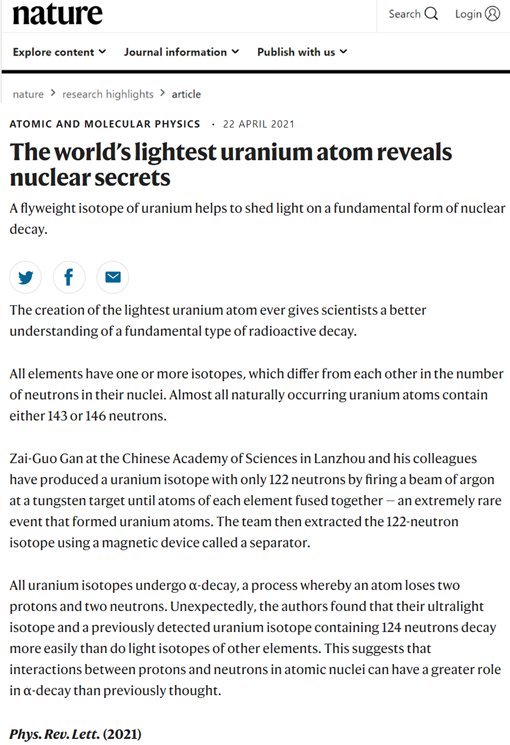 nature
Search
Login
Explore content
Journal information
Publish with us
nature > research highlights > article
ATOMIC AND MOLECULAR PHYSICS · 22 APRIL 2021
The world's lightest uranium atom reveals
nuclear secrets
A flyweight isotope of uranium helps to shed light on a fundamental form of nuclear
decay.
The creation of the lightest uranium atom ever gives scientists a better
understanding of a fundamental type of radioactive decay.
All elements have one or more isotopes, which differ from each other in the number
of neutrons in their nuclei. Almost all naturally occurring uranium atoms contain
either 143 or 146 neutrons.
Zai-Guo Gan at the Chinese Academy of Sciences in Lanzhou and his colleagues
have produced a uranium isotope with only 122 neutrons by firing a beam of argon
at a tungsten target until atoms of each element fused together — an extremely rare
event that formed uranium atoms. The team then extracted the 122-neutron
isotope using a magnetic device called a separator.
All uranium isotopes undergo α-decay, a process whereby an atom loses two
protons and two neutrons. Unexpectedly, the authors found that their ultralight
isotope and a previously detected uranium isotope containing 124 neutrons decay
more easily than do light isotopes of other elements. This suggests that
interactions between protons and neutrons in atomic nuclei can have a greater role
in α-decay than previously thought.
Phys. Rev. Lett. (2021)